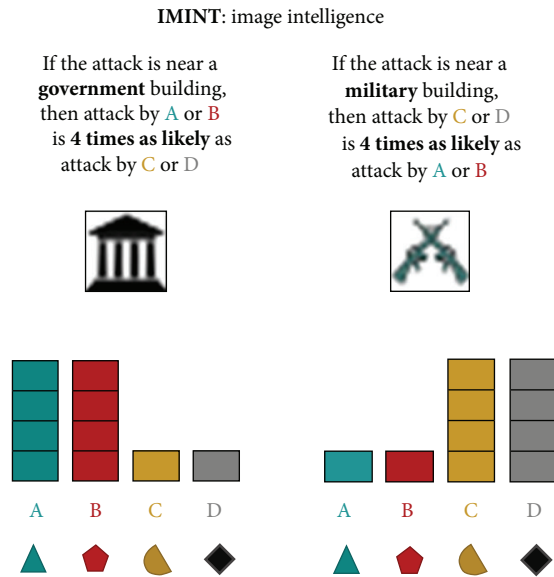 IMINT: image intelligence
If the attack is near a
government building,
then attack by A or B
is 4 times as likely as
attack by C or D
If the attack is near a
military building,
then attack by C or D
is 4 times as likely as
attack by A or B
A B C D
A B C D